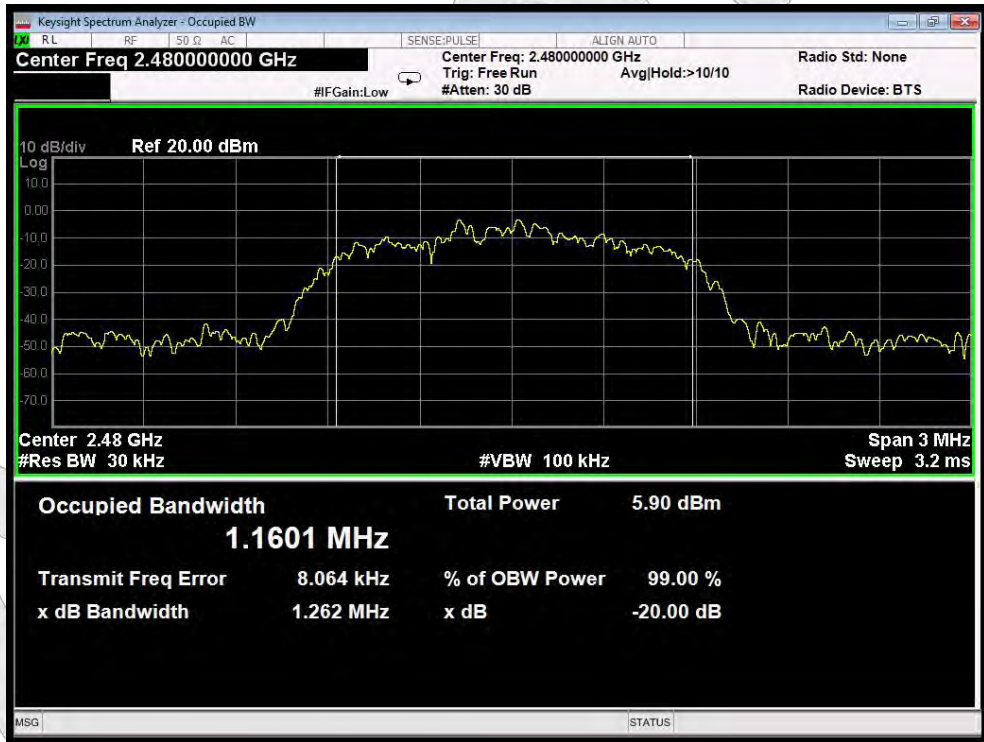 Keysight Spectrum Analyzer - Occupied BW
LXI RL RF 50 Ω AC SENSE:PULSE ALIGN AUTO
Center Freq 2.480000000 GHz
Center Freq: 2.480000000 GHz Radio Std: None
Trig: Free Run Avg|Hold:>10/10
#IFGain:Low #Atten: 30 dB Radio Device: BTS
10 dB/div Ref 20.00 dBm
Log
10.0
0.00
-10.0
-20.0
-30.0
-40.0
-50.0
-60.0
-70.0
Center 2.48 GHz Span 3 MHz
#Res BW 30 kHz #VBW 100 kHz Sweep 3.2 ms
Occupied Bandwidth Total Power 5.90 dBm
1.1601 MHz
Transmit Freq Error 8.064 kHz % of OBW Power 99.00 %
x dB Bandwidth 1.262 MHz x dB -20.00 dB
MSG STATUS